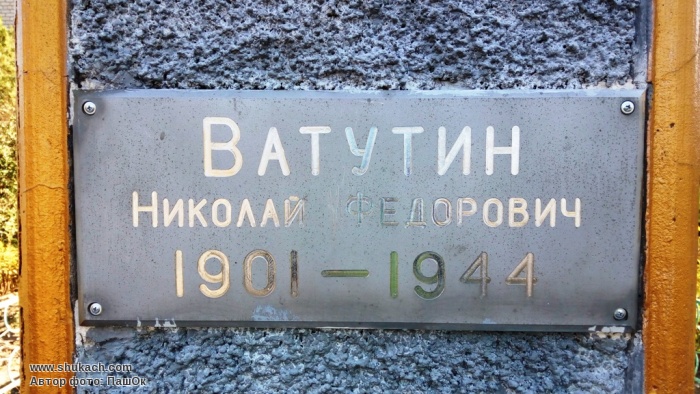 Ватутин
Николай Федорович
1901-1944
www.shukach.com
Автор фото: ПашОк